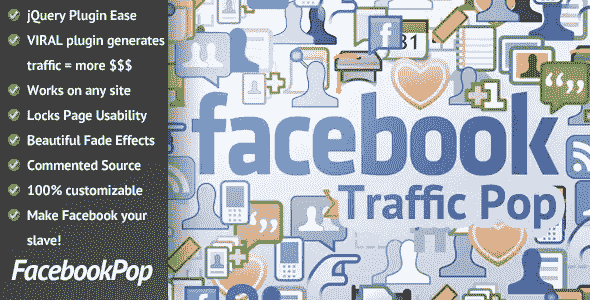 jQuery Plugin Ease
VIRAL plugin generates
traffic = more $$$
Works on any site
Locks Page Usability
Beautiful Fade Effects
Commented Source
100% customizable
Make Facebook your
slave!
FacebookPop
f
31
facebook
Traffic Pop